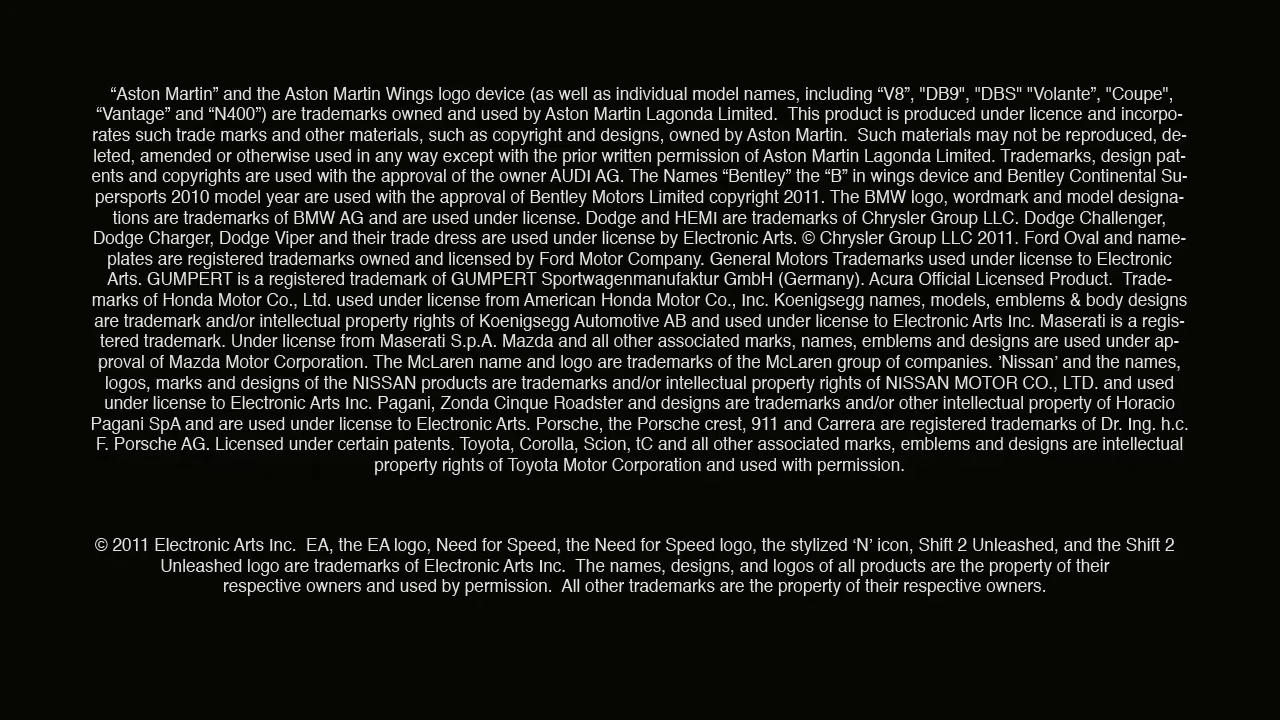 “Aston Martin” and the Aston Martin Wings logo device (as well as individual model names, including “V8”, "DB9", "DBS" "Volante”, "Coupe",
“Vantage” and “N400”) are trademarks owned and used by Aston Martin Lagonda Limited.  This product is produced under licence and incorpo-
rates such trade marks and other materials, such as copyright and designs, owned by Aston Martin.  Such materials may not be reproduced, de-
leted, amended or otherwise used in any way except with the prior written permission of Aston Martin Lagonda Limited. Trademarks, design pat-
ents and copyrights are used with the approval of the owner AUDI AG. The Names “Bentley” the “B” in wings device and Bentley Continental Su-
persports 2010 model year are used with the approval of Bentley Motors Limited copyright 2011. The BMW logo, wordmark and model designa-
tions are trademarks of BMW AG and are used under license. Dodge and HEMI are trademarks of Chrysler Group LLC. Dodge Challenger,
Dodge Charger, Dodge Viper and their trade dress are used under license by Electronic Arts. © Chrysler Group LLC 2011. Ford Oval and name-
plates are registered trademarks owned and licensed by Ford Motor Company. General Motors Trademarks used under license to Electronic
Arts. GUMPERT is a registered trademark of GUMPERT Sportwagenmanufaktur GmbH (Germany). Acura Official Licensed Product.  Trade-
marks of Honda Motor Co., Ltd. used under license from American Honda Motor Co., Inc. Koenigsegg names, models, emblems & body designs
are trademark and/or intellectual property rights of Koenigsegg Automotive AB and used under license to Electronic Arts Inc. Maserati is a regis-
tered trademark. Under license from Maserati S.p.A. Mazda and all other associated marks, names, emblems and designs are used under ap-
proval of Mazda Motor Corporation. The McLaren name and logo are trademarks of the McLaren group of companies. ’Nissan’ and the names,
logos, marks and designs of the NISSAN products are trademarks and/or intellectual property rights of NISSAN MOTOR CO., LTD. and used
under license to Electronic Arts Inc. Pagani, Zonda Cinque Roadster and designs are trademarks and/or other intellectual property of Horacio
Pagani SpA and are used under license to Electronic Arts. Porsche, the Porsche crest, 911 and Carrera are registered trademarks of Dr. Ing. h.c.
F. Porsche AG. Licensed under certain patents. Toyota, Corolla, Scion, tC and all other associated marks, emblems and designs are intellectual
property rights of Toyota Motor Corporation and used with permission.
© 2011 Electronic Arts Inc.  EA, the EA logo, Need for Speed, the Need for Speed logo, the stylized ‘N’ icon, Shift 2 Unleashed, and the Shift 2
Unleashed logo are trademarks of Electronic Arts Inc.  The names, designs, and logos of all products are the property of their
respective owners and used by permission.  All other trademarks are the property of their respective owners.